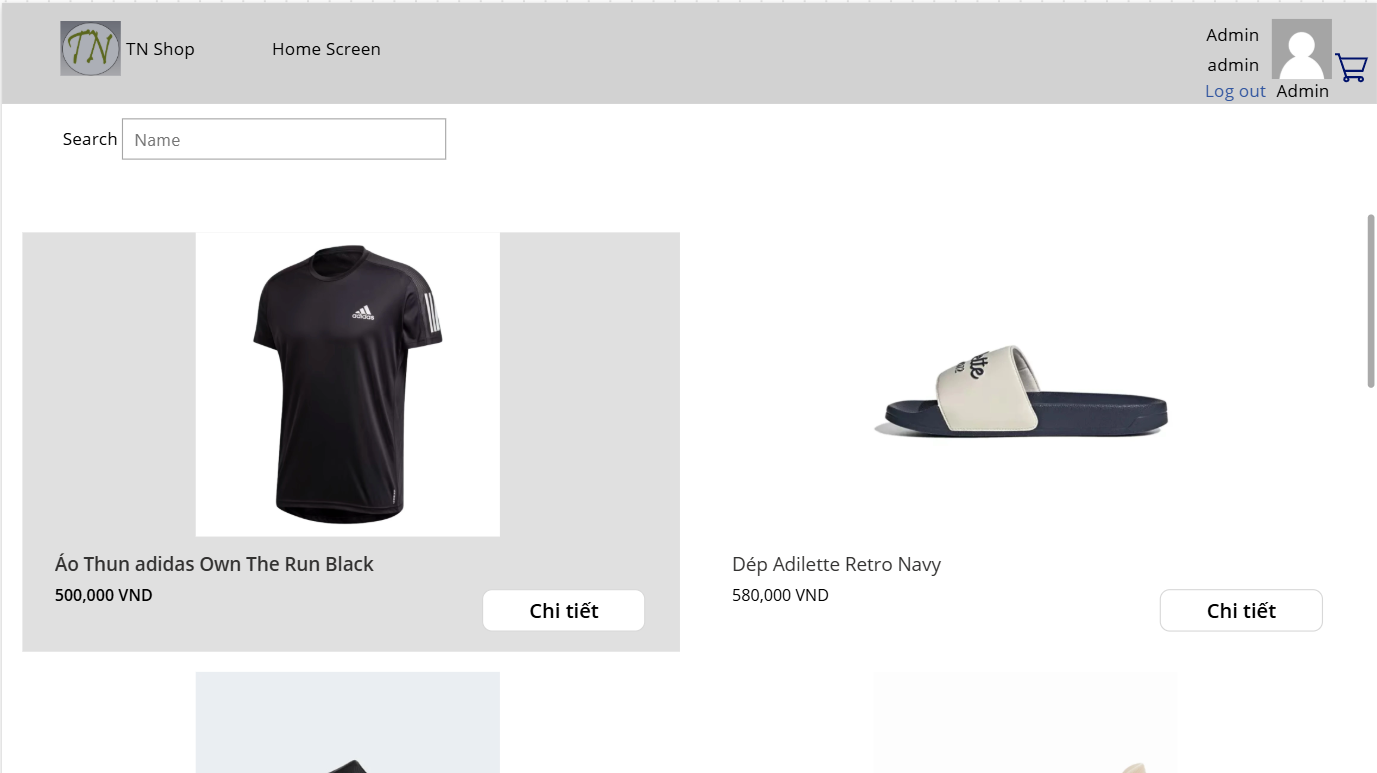 TN
TN Shop
Home Screen
Admin
admin
Log out
Admin
Search
Name
adidas
Áo Thun adidas Own The Run Black
500,000 VND
Chi tiết
Dép Adilette Retro Navy
580,000 VND
Chi tiết